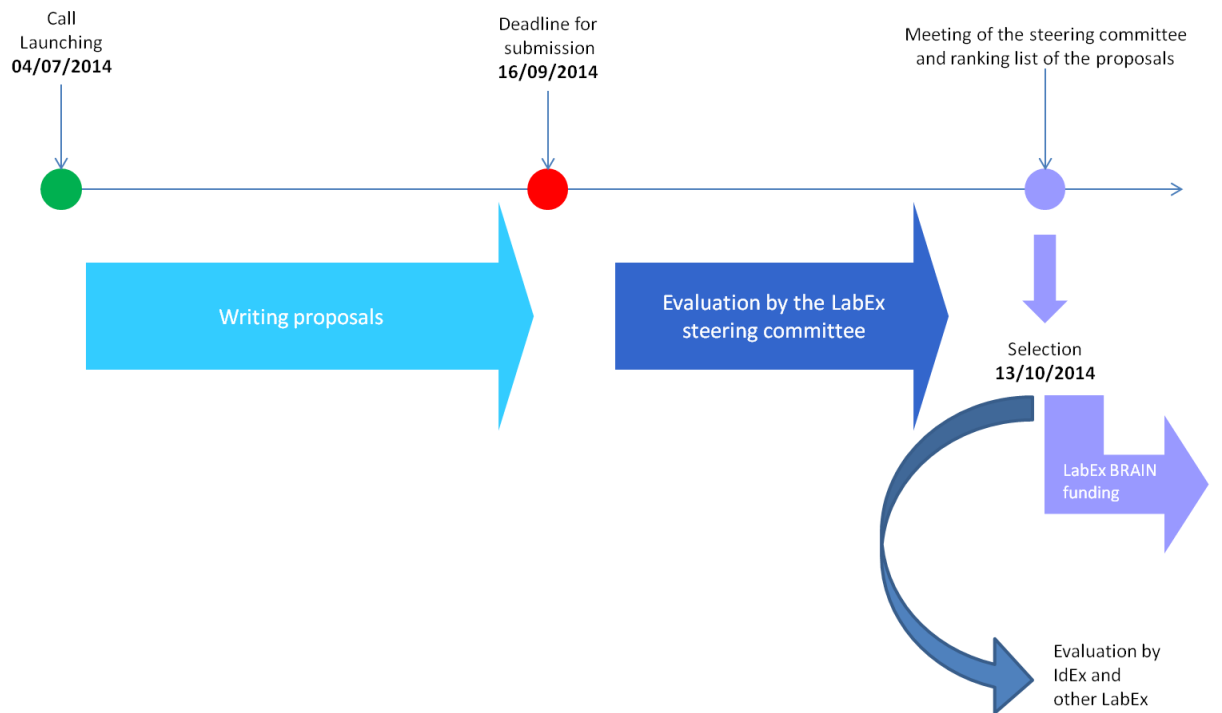 Call
Launching
04/07/2014
Deadline for
submission
16/09/2014
Meeting of the steering committee
and ranking list of the proposals
Writing proposals
Evaluation by the LabEx
steering committee
Selection
13/10/2014
LabEx BRAIN
funding
Evaluation by
IdEx and
other LabEx